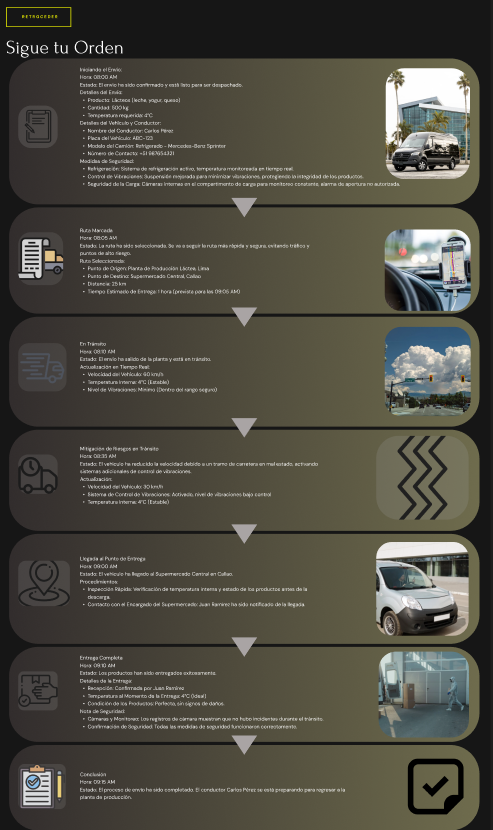 RETROCEDER
Sigue tu Orden
Iniciando el Envío:
Hora: 08:00 AM
Estado: El envío ha sido confirmado y está listo para ser despachado.
Detalles del Envío:
• Producto: Lácteos (leche, yogur, queso)
• Cantidad: 500 kg
• Temperatura requerida: 4°C
Detalles del Vehículo y Conductor:
• Nombre del Conductor: Carlos Pérez
• Placa del Vehículo: ABC-123
• Modelo del Camión: Refrigerado - Mercedes-Benz Sprinter
• Número de Contacto: +51 987654321
Medidas de Seguridad:
• Refrigeración: Sistema de refrigeración activo, temperatura monitoreada en tiempo real.
• Control de Vibraciones: Suspensión mejorada para minimizar vibraciones, protegiendo la integridad de los productos.
• Seguridad de la Carga: Cámaras internas en el compartimento de carga para monitoreo constante, alarma de apertura no autorizada.
Ruta Marcada
Hora: 08:05 AM
Estado: La ruta ha sido seleccionada. Se va a seguir la ruta más rápida y segura, evitando tráfico y
puntos de alto riesgo.
Ruta Seleccionada:
• Punto de Origen: Planta de Producción Láctea, Lima
• Punto de Destino: Supermercado Central, Callao
• Distancia: 25 km
• Tiempo Estimado de Entrega: 1 hora (prevista para las 09:05 AM)
En Tránsito
Hora: 08:10 AM
Estado: El envío ha salido de la planta y está en tránsito.
Actualización en Tiempo Real:
• Velocidad del Vehículo: 60 km/h
• Temperatura Interna: 4°C (Estable)
• Nivel de Vibraciones: Mínimo (Dentro del rango seguro)
Mitigación de Riesgos en Tránsito
Hora: 08:35 AM
Estado: El vehículo ha reducido la velocidad debido a un tramo de carretera en mal estado, activando
sistemas adicionales de control de vibraciones.
Actualización:
• Velocidad del Vehículo: 30 km/h
• Sistema de Control de Vibraciones: Activado, nivel de vibraciones bajo control
• Temperatura Interna: 4°C (Estable)
Llegada al Punto de Entrega
Hora: 09:00 AM
Estado: El vehículo ha llegado al Supermercado Central en Callao.
Procedimientos:
• Inspección Rápida: Verificación de temperatura interna y estado de los productos antes de la
descarga.
• Contacto con el Encargado del Supermercado: Juan Ramírez ha sido notificado de la llegada.
Entrega Completa
Hora: 09:10 AM
Estado: Los productos han sido entregados exitosamente.
Detalles de la Entrega:
• Recepción: Confirmada por Juan Ramírez
• Temperatura al Momento de la Entrega: 4°C (Ideal)
• Condición de los Productos: Perfecta, sin signos de daños.
Nota de Seguridad:
• Cámaras y Monitoreo: Los registros de cámara muestran que no hubo incidentes durante el tránsito.
• Confirmación de Seguridad: Todas las medidas de seguridad funcionaron correctamente.
Conclusión
Hora: 09:15 AM
Estado: El proceso de envío ha sido completado. El conductor Carlos Pérez se está preparando para regresar a la
planta de producción.